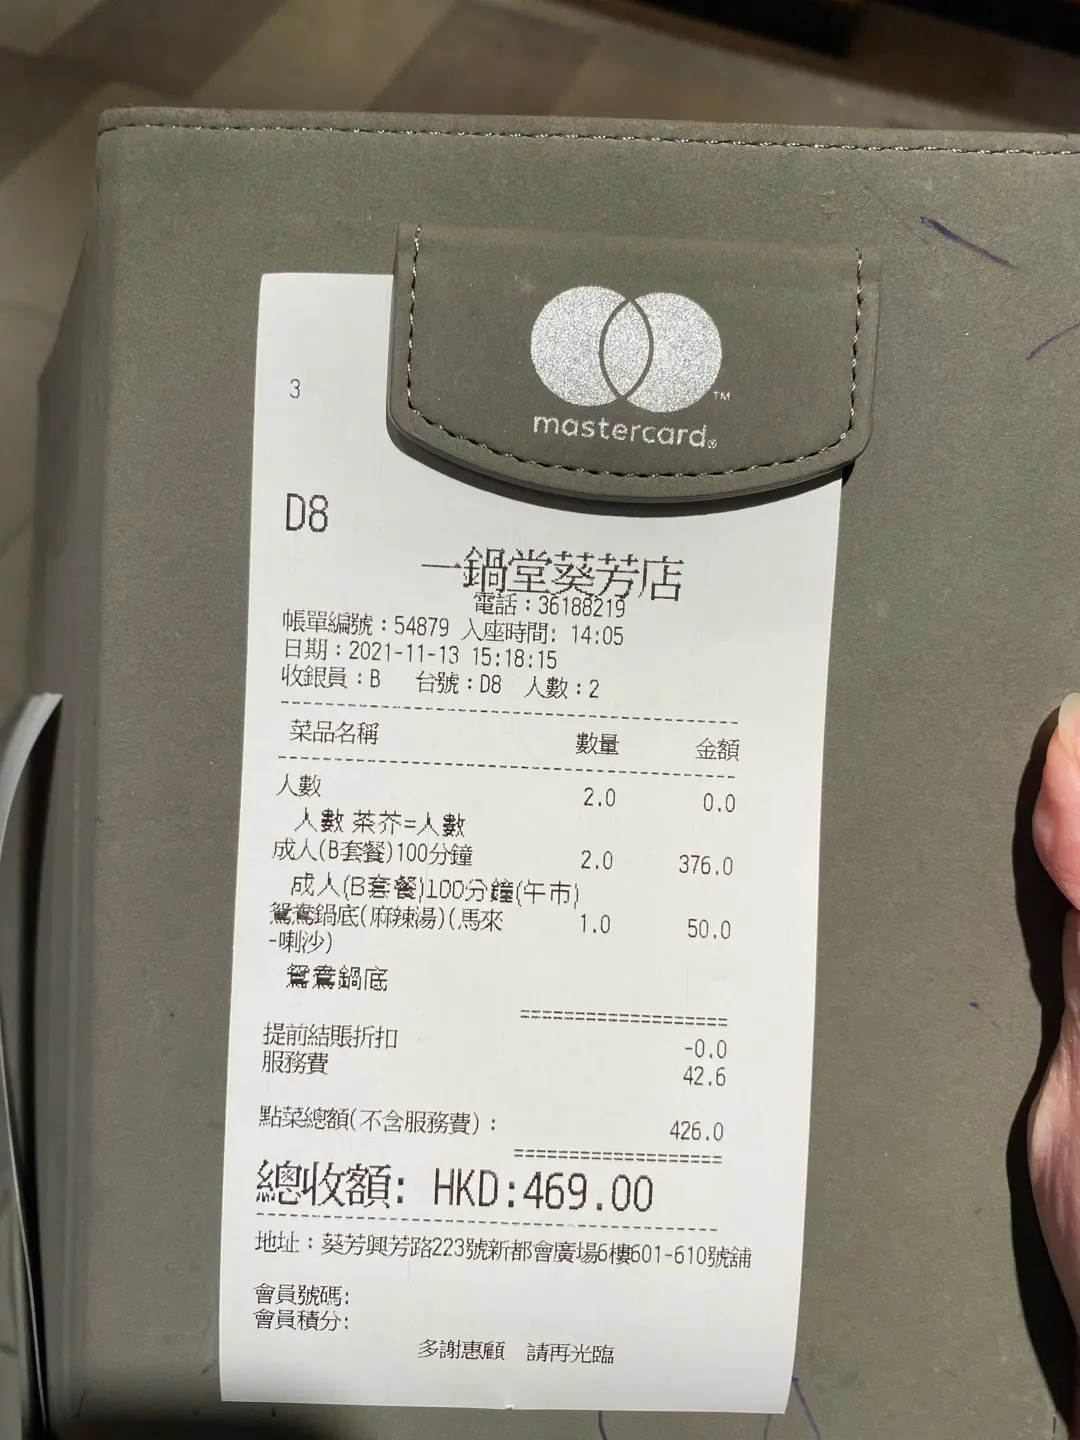 mastercard®
TM
3
D8
一鍋堂葵芳店
電話：36188219
帳單編號：54879 入座時間: 14:05
日期：2021-11-13 15:18:15
收銀員：B 台號：D8 人數：2
菜品名稱 數量 金額
人數 2.0 0.0
人數 茶芥=人數
成人(B套餐)100分鐘 2.0 376.0
成人(B套餐)100分鐘(午市)
鴛鴦鍋底(麻辣湯)(馬來 1.0 50.0
-喇沙)
鴛鴦鍋底
提前結賬折扣 -0.0
服務費 42.6
點菜總額(不含服務費)： 426.0
總收額: HKD:469.00
地址：葵芳興芳路223號新都會廣場6樓601-610號舖
會員號碼:
會員積分:
多謝惠顧 請再光臨